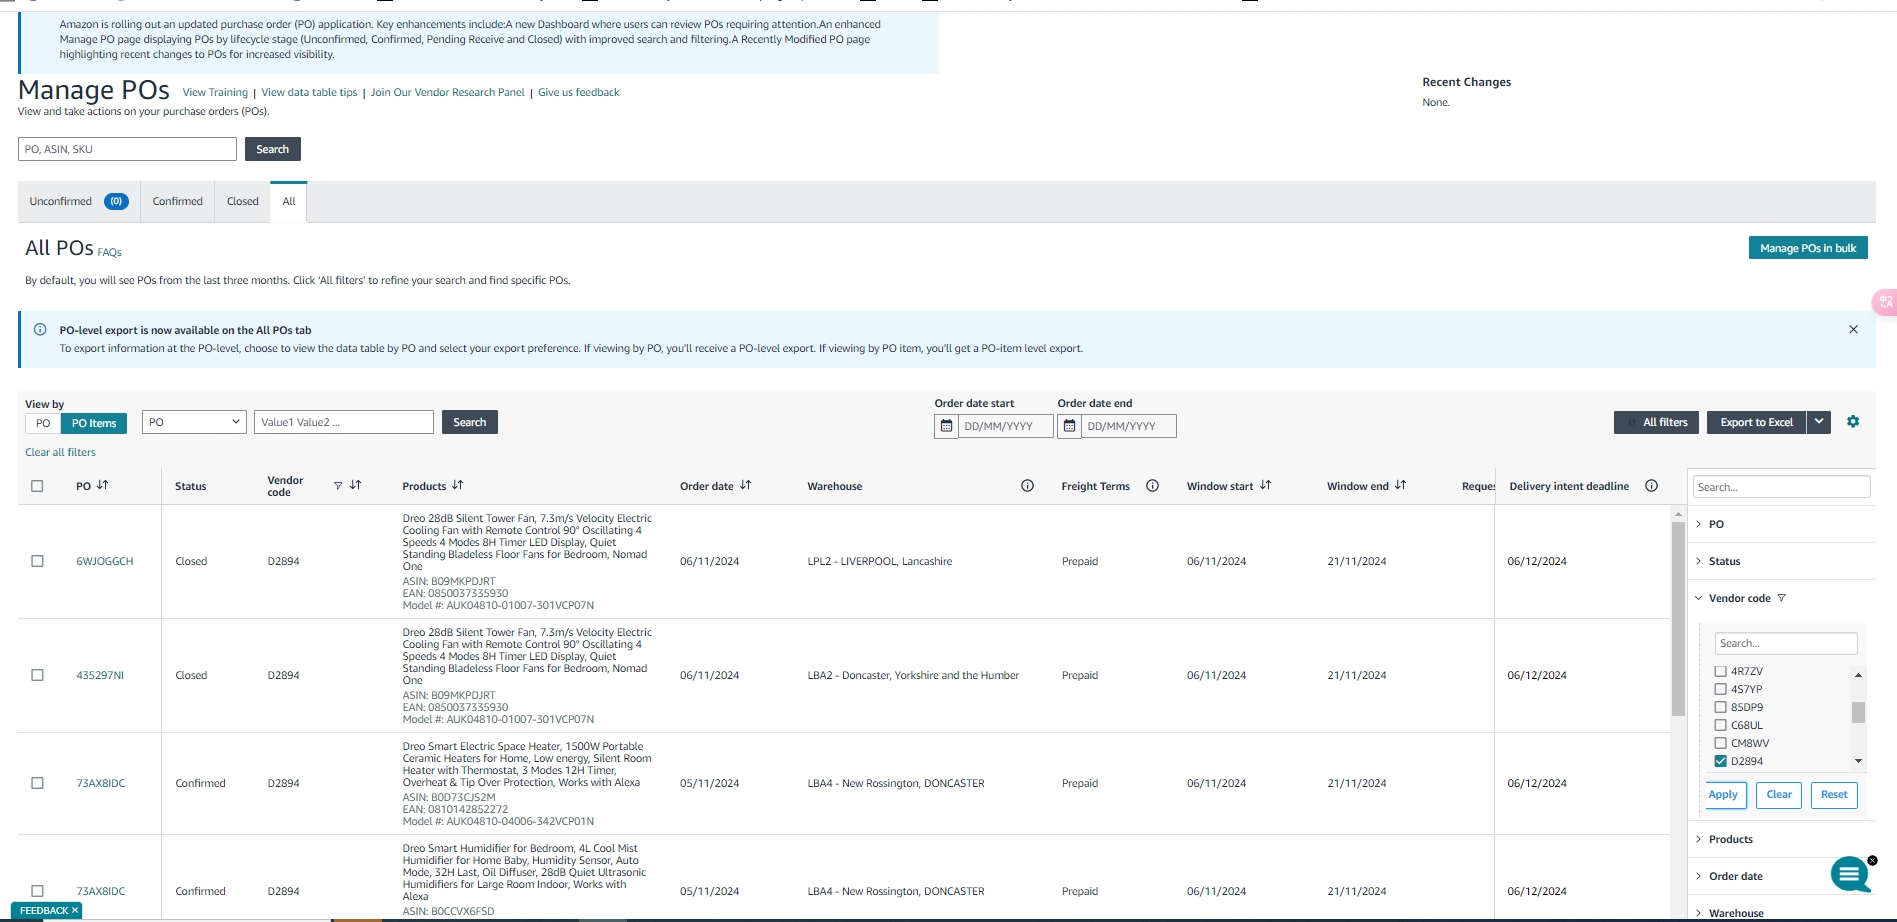 Amazon is rolling out an updated purchase order (PO) application. Key enhancements include:A new Dashboard where users can review POs requiring attention.An enhanced
Manage PO page displaying POs by lifecycle stage (Unconfirmed, Confirmed, Pending Receive and Closed) with improved search and filtering.A Recently Modified PO page
highlighting recent changes to POs for increased visibility.
Manage POs View Training | View data table tips | Join Our Vendor Research Panel | Give us feedback
View and take actions on your purchase orders (POs).
Recent Changes
None.
PO, ASIN, SKU Search
Unconfirmed (0) Confirmed Closed All
All POs FAQs
Manage POs in bulk
By default, you will see POs from the last three months. Click 'All filters' to refine your search and find specific POs.
PO-level export is now available on the All POs tab
To export information at the PO-level, choose to view the data table by PO and select your export preference. If viewing by PO, you'll receive a PO-level export. If viewing by PO item, you'll get a PO-item level export.
View by
PO PO Items PO Value1 Value2 ... Search
Order date start Order date end
DD/MM/YYYY DD/MM/YYYY
All filters Export to Excel
Clear all filters
PO Status Vendor code Products Order date Warehouse Freight Terms Window start Window end Reques Delivery intent deadline
6WJOGGCH Closed D2894
Dreo 28dB Silent Tower Fan, 7.3m/s Velocity Electric
Cooling Fan with Remote Control 90° Oscillating 4
Speeds 4 Modes 8H Timer LED Display, Quiet
Standing Bladeless Floor Fans for Bedroom, Nomad
One
ASIN: B09MKPDJRT
EAN: 0850037335930
Model #: AUK04810-01007-301VCP07N
06/11/2024 LPL2 - LIVERPOOL, Lancashire Prepaid 06/11/2024 21/11/2024 06/12/2024
435297NI Closed D2894
Dreo 28dB Silent Tower Fan, 7.3m/s Velocity Electric
Cooling Fan with Remote Control 90° Oscillating 4
Speeds 4 Modes 8H Timer LED Display, Quiet
Standing Bladeless Floor Fans for Bedroom, Nomad
One
ASIN: B09MKPDJRT
EAN: 0850037335930
Model #: AUK04810-01007-301VCP07N
06/11/2024 LBA2 - Doncaster, Yorkshire and the Humber Prepaid 06/11/2024 21/11/2024 06/12/2024
73AX8IDC Confirmed D2894
Dreo Smart Electric Space Heater, 1500W Portable
Ceramic Heaters for Home, Low energy, Silent Room
Heater with Thermostat, 3 Modes 12H Timer,
Overheat & Tip Over Protection, Works with Alexa
ASIN: B0D73CJS2M
EAN: 0810142852272
Model #: AUK04810-04006-342VCP01N
05/11/2024 LBA4 - New Rossington, DONCASTER Prepaid 06/11/2024 21/11/2024 06/12/2024
73AX8IDC Confirmed D2894
Dreo Smart Humidifier for Bedroom, 4L Cool Mist
Humidifier for Home Baby, Humidity Sensor, Auto
Mode, 32H Last, Oil Diffuser, 28dB Quiet Ultrasonic
Humidifiers for Large Room Indoor, Works with
Alexa
ASIN: B0CCVX6FSD
05/11/2024 LBA4 - New Rossington, DONCASTER Prepaid 06/11/2024 21/11/2024 06/12/2024
Search...
PO
Status
Vendor code
Search...
4R7ZV
4S7YP
85DP9
C68UL
CM8WV
D2894
Apply Clear Reset
Products
Order date
Warehouse
FEEDBACK